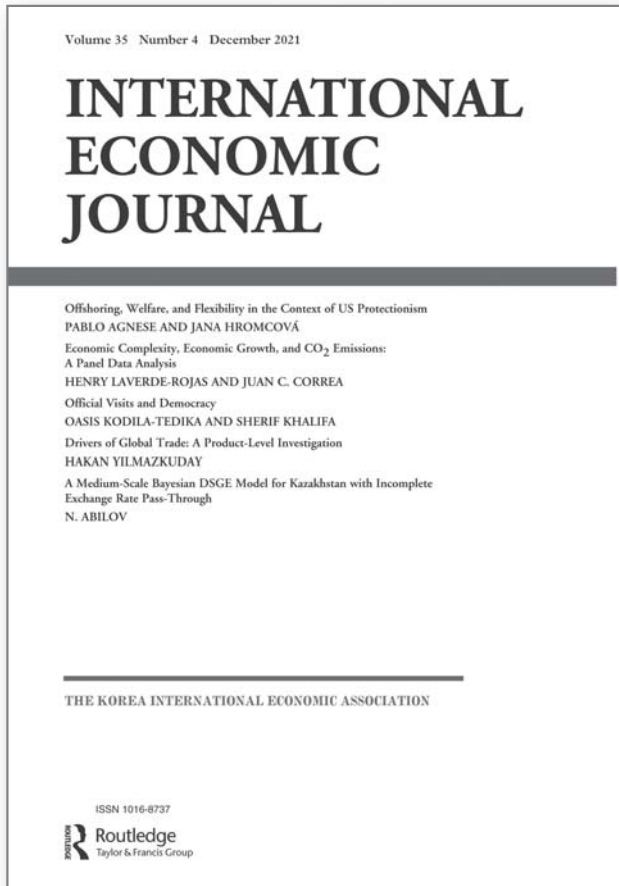 Volume 35 Number 4 December 2021
INTERNATIONAL
ECONOMIC
JOURNAL
Offshoring, Welfare, and Flexibility in the Context of US Protectionism
PABLO AGNESE AND JANA HROMCOVÁ
Economic Complexity, Economic Growth, and CO₂ Emissions:
A Panel Data Analysis
HENRY LAVERDE-ROJAS AND JUAN C. CORREA
Official Visits and Democracy
OASIS KODILA-TEDIKA AND SHERIF KHALIFA
Drivers of Global Trade: A Product-Level Investigation
HAKAN YILMAZKUDAY
A Medium-Scale Bayesian DSGE Model for Kazakhstan with Incomplete
Exchange Rate Pass-Through
N. ABILOV
THE KOREA INTERNATIONAL ECONOMIC ASSOCIATION
ISSN 1016-8737
ROUTLEDGE
Routledge
Taylor & Francis Group